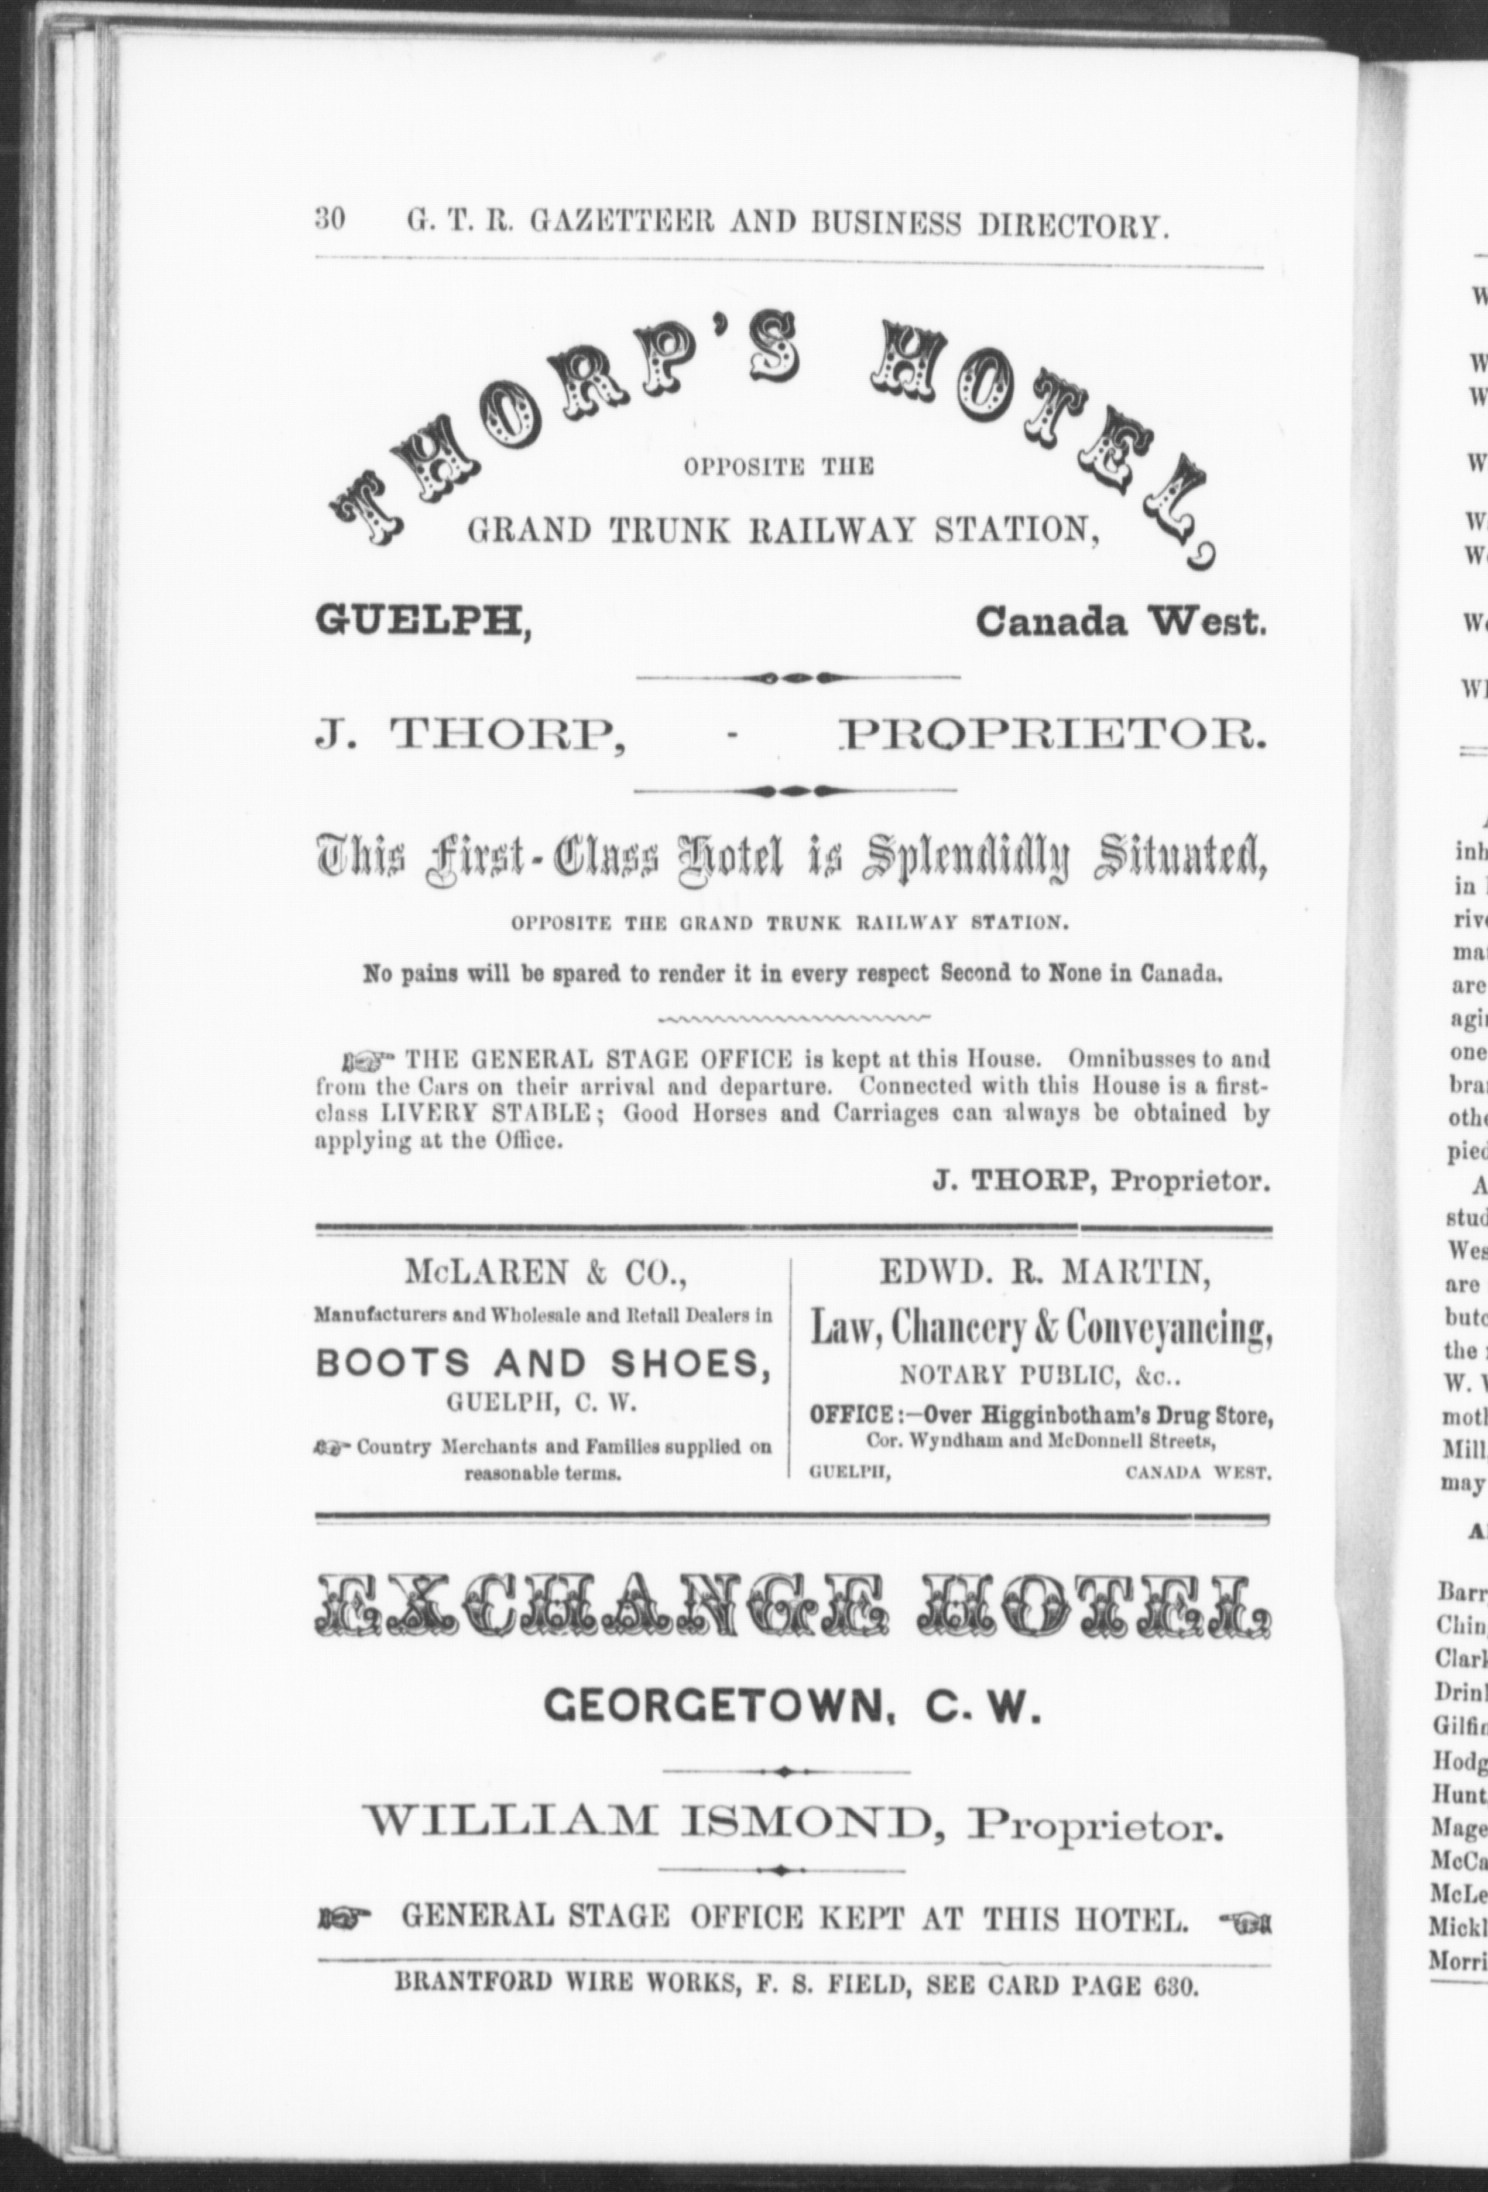 30 G. T. R. GAZETTEER AND BUSINESS DIRECTORY.
THORP'S HOTEL,
OPPOSITE THE
GRAND TRUNK RAILWAY STATION,
GUELPH, Canada West.
J. THORP, - PROPRIETOR.
This First-Class Hotel is Splendidly Situated,
OPPOSITE THE GRAND TRUNK RAILWAY STATION.
No pains will be spared to render it in every respect Second to None in Canada.
☞ THE GENERAL STAGE OFFICE is kept at this House. Omnibusses to and
from the Cars on their arrival and departure. Connected with this House is a first-
class LIVERY STABLE; Good Horses and Carriages can always be obtained by
applying at the Office.
J. THORP, Proprietor.
McLAREN & CO.,
Manufacturers and Wholesale and Retail Dealers in
BOOTS AND SHOES,
GUELPH, C. W.
☞ Country Merchants and Families supplied on
reasonable terms.
EDWD. R. MARTIN,
Law, Chancery & Conveyancing,
NOTARY PUBLIC, &c..
OFFICE:—Over Higginbotham's Drug Store,
Cor. Wyndham and McDonnell Streets,
GUELPH, CANADA WEST.
EXCHANGE HOTEL
GEORGETOWN, C. W.
WILLIAM ISMOND, Proprietor.
☞ GENERAL STAGE OFFICE KEPT AT THIS HOTEL. ☜
BRANTFORD WIRE WORKS, F. S. FIELD, SEE CARD PAGE 630.